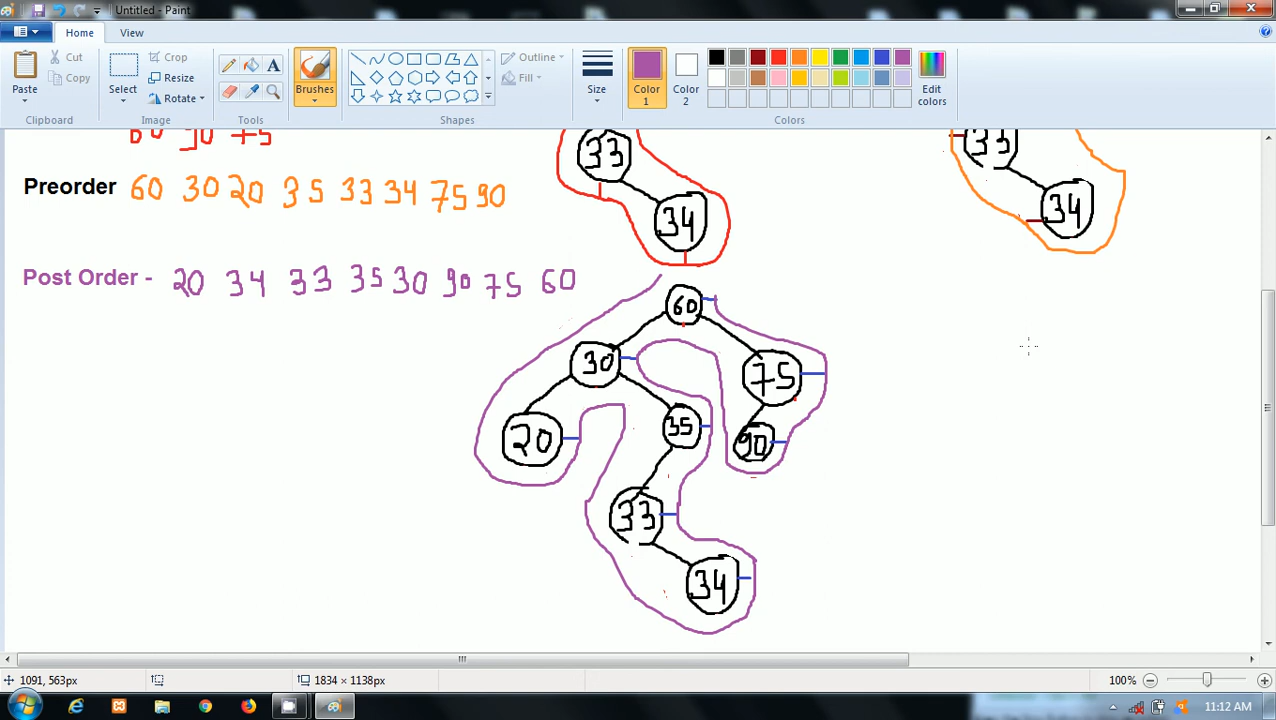 Untitled - Paint
Home View
Paste
Cut
Copy
Clipboard
Select
Crop
Resize
Rotate
Image
A
Tools
Brushes
Outline
Fill
Shapes
Size
Color 1
Color 2
Edit colors
Colors
60 90 75
33
34
33
34
Preorder 60 30 20 35 33 34 75 90
Post Order - 20 34 33 35 30 90 75 60
60
30
75
20
35
90
33
34
1091, 563px
1834 × 1138px
100%
11:12 AM